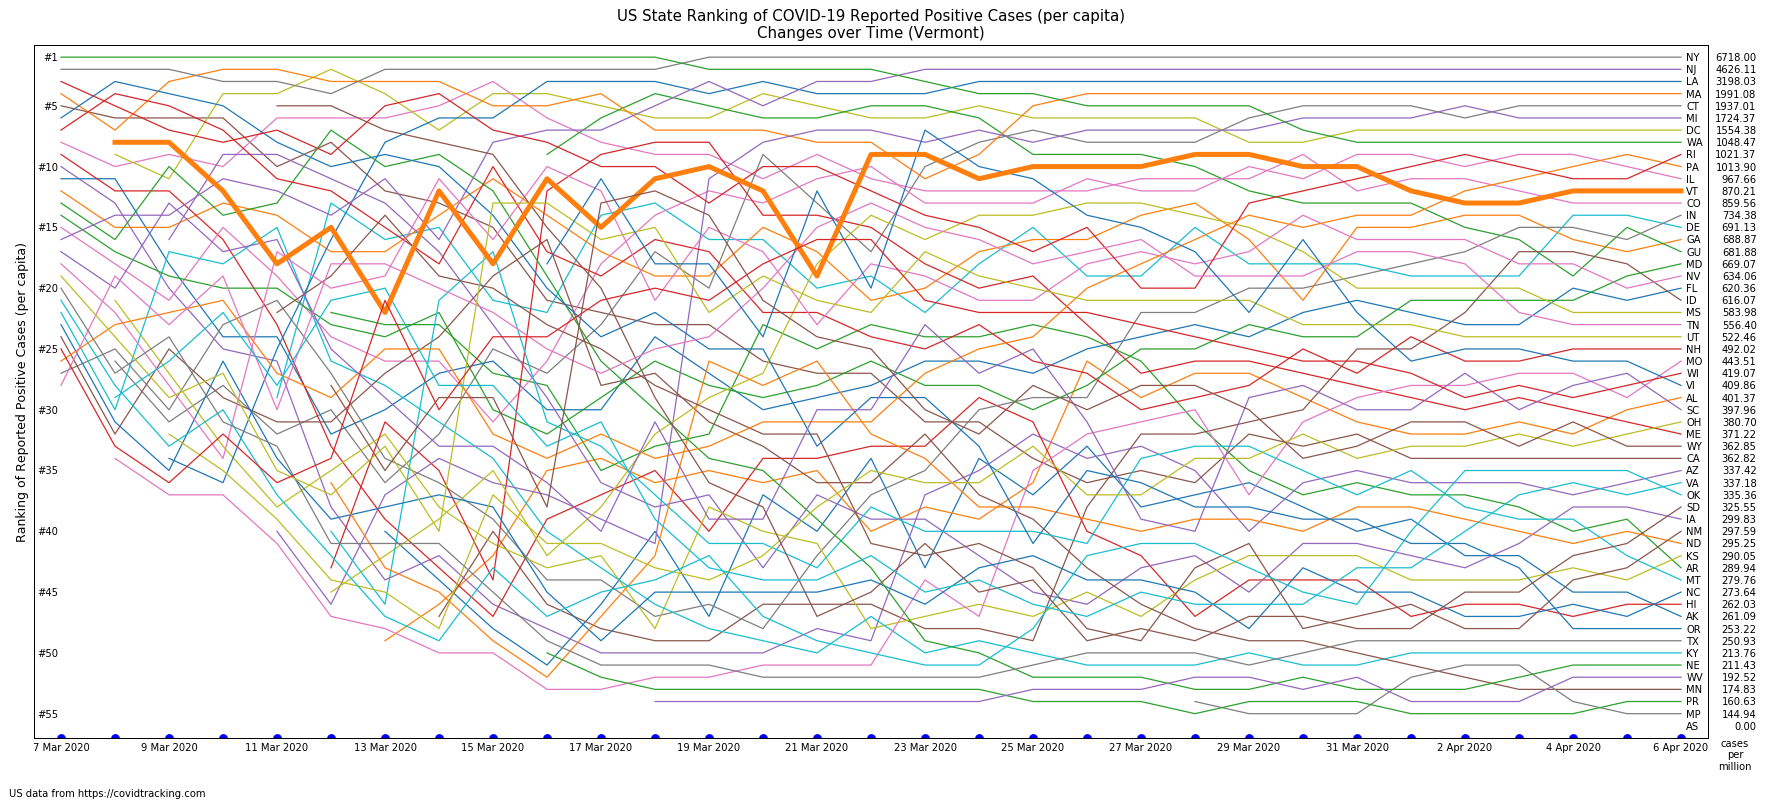 US State Ranking of COVID-19 Reported Positive Cases (per capita)
Changes over Time (Vermont)
Ranking of Reported Positive Cases (per capita)
#1
#5
#10
#15
#20
#25
#30
#35
#40
#45
#50
#55
NY 6718.00
NJ 4626.11
LA 3198.03
MA 1991.08
CT 1937.01
MI 1724.37
DC 1554.38
WA 1048.47
RI 1021.37
PA 1013.90
IL 967.66
VT 870.21
CO 859.56
IN 734.38
DE 691.13
GA 688.87
GU 681.88
MD 669.07
NV 634.06
FL 620.36
ID 616.07
MS 583.98
TN 556.40
UT 522.46
NH 492.02
MO 443.51
WI 419.07
VI 409.86
AL 401.37
SC 397.96
OH 380.70
ME 371.22
WY 362.85
CA 362.82
AZ 337.42
VA 337.18
OK 335.36
SD 325.55
IA 299.83
NM 297.59
ND 295.25
KS 290.05
AR 289.94
MT 279.76
NC 273.64
HI 262.03
AK 261.09
OR 253.22
TX 250.93
KY 213.76
NE 211.43
WV 192.52
MN 174.83
PR 160.63
MP 144.94
AS 0.00
7 Mar 2020 9 Mar 2020 11 Mar 2020 13 Mar 2020 15 Mar 2020 17 Mar 2020 19 Mar 2020 21 Mar 2020 23 Mar 2020 25 Mar 2020 27 Mar 2020 29 Mar 2020 31 Mar 2020 2 Apr 2020 4 Apr 2020 6 Apr 2020
cases
per
million
US data from https://covidtracking.com